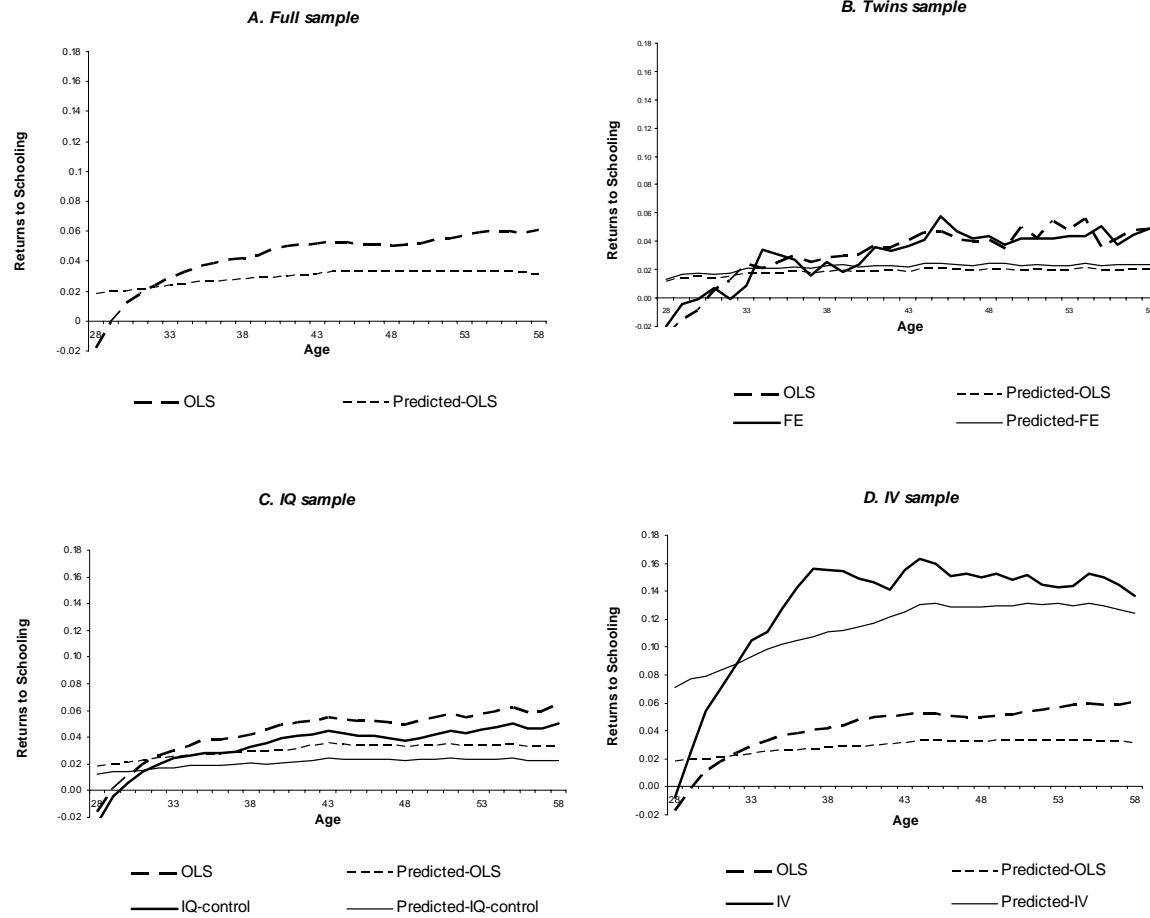 A. Full sample
Returns to Schooling
0.18
0.16
0.14
0.12
0.1
0.08
0.06
0.04
0.02
0
-0.02
28 33 38 43 48 53 58
Age
OLS Predicted-OLS
B. Twins sample
Returns to Schooling
0.18
0.16
0.14
0.12
0.10
0.08
0.06
0.04
0.02
0.00
-0.02
28 33 38 43 48 53
Age
OLS Predicted-OLS
FE Predicted-FE
C. IQ sample
Returns to Schooling
0.18
0.16
0.14
0.12
0.10
0.08
0.06
0.04
0.02
0.00
-0.02
28 33 38 43 48 53 58
Age
OLS Predicted-OLS
IQ-control Predicted-IQ-control
D. IV sample
Returns to Schooling
0.18
0.16
0.14
0.12
0.10
0.08
0.06
0.04
0.02
0.00
-0.02
28 33 38 43 48 53 58
Age
OLS Predicted-OLS
IV Predicted-IV